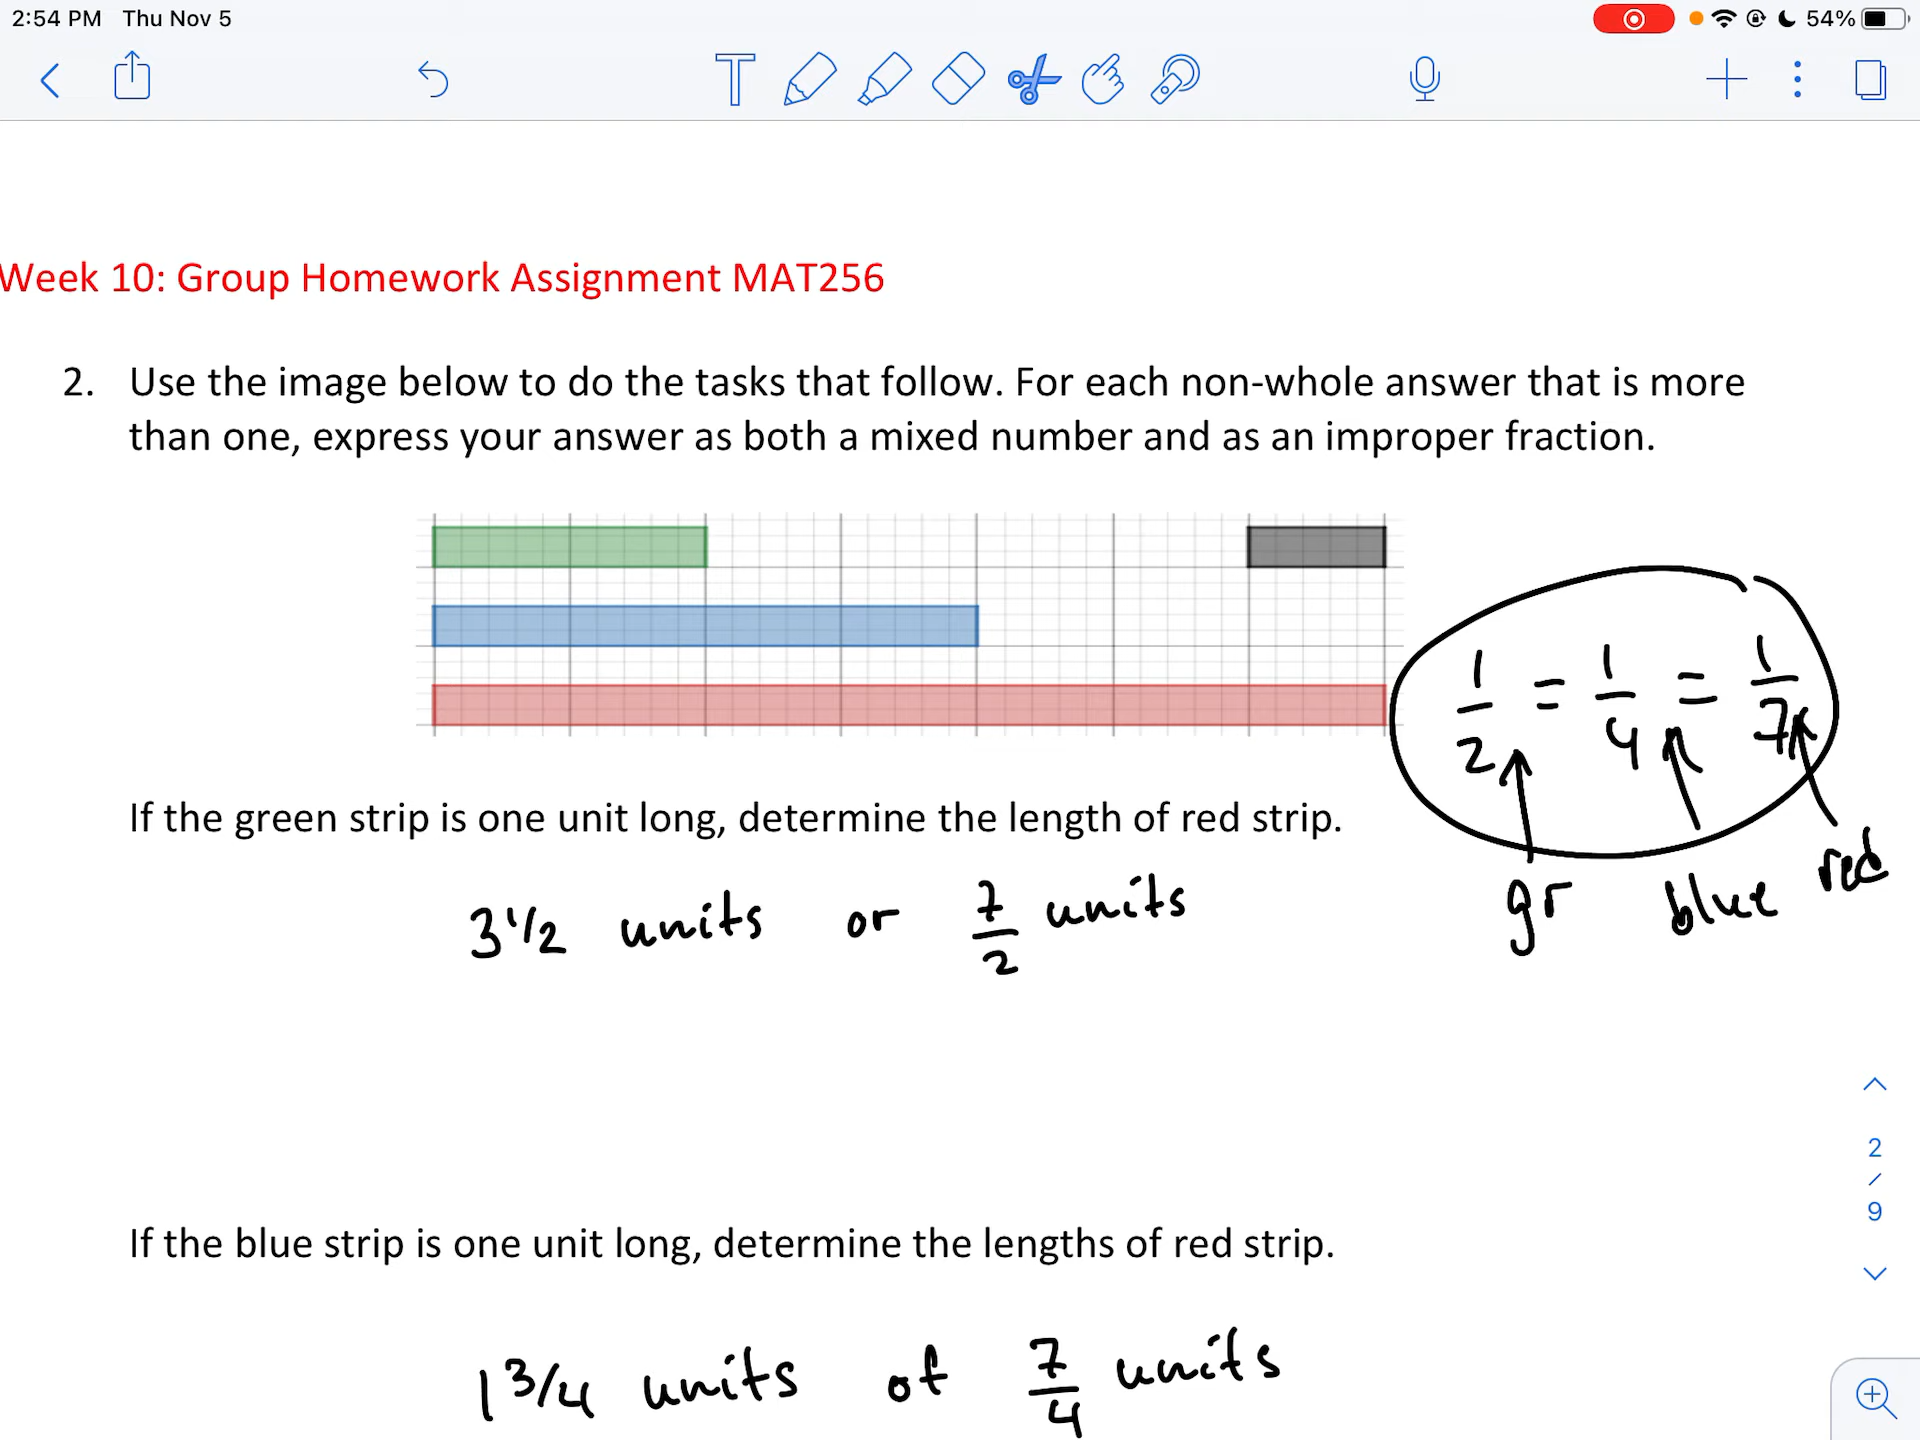 2:54 PM Thu Nov 5
54%
T
Week 10: Group Homework Assignment MAT256
2. Use the image below to do the tasks that follow. For each non-whole answer that is more
than one, express your answer as both a mixed number and as an improper fraction.
1/2 = 1/4 = 1/7
gr blue red
If the green strip is one unit long, determine the length of red strip.
3 1/2 units or 7/2 units
2
/
9
If the blue strip is one unit long, determine the lengths of red strip.
1 3/4 units of 7/4 units